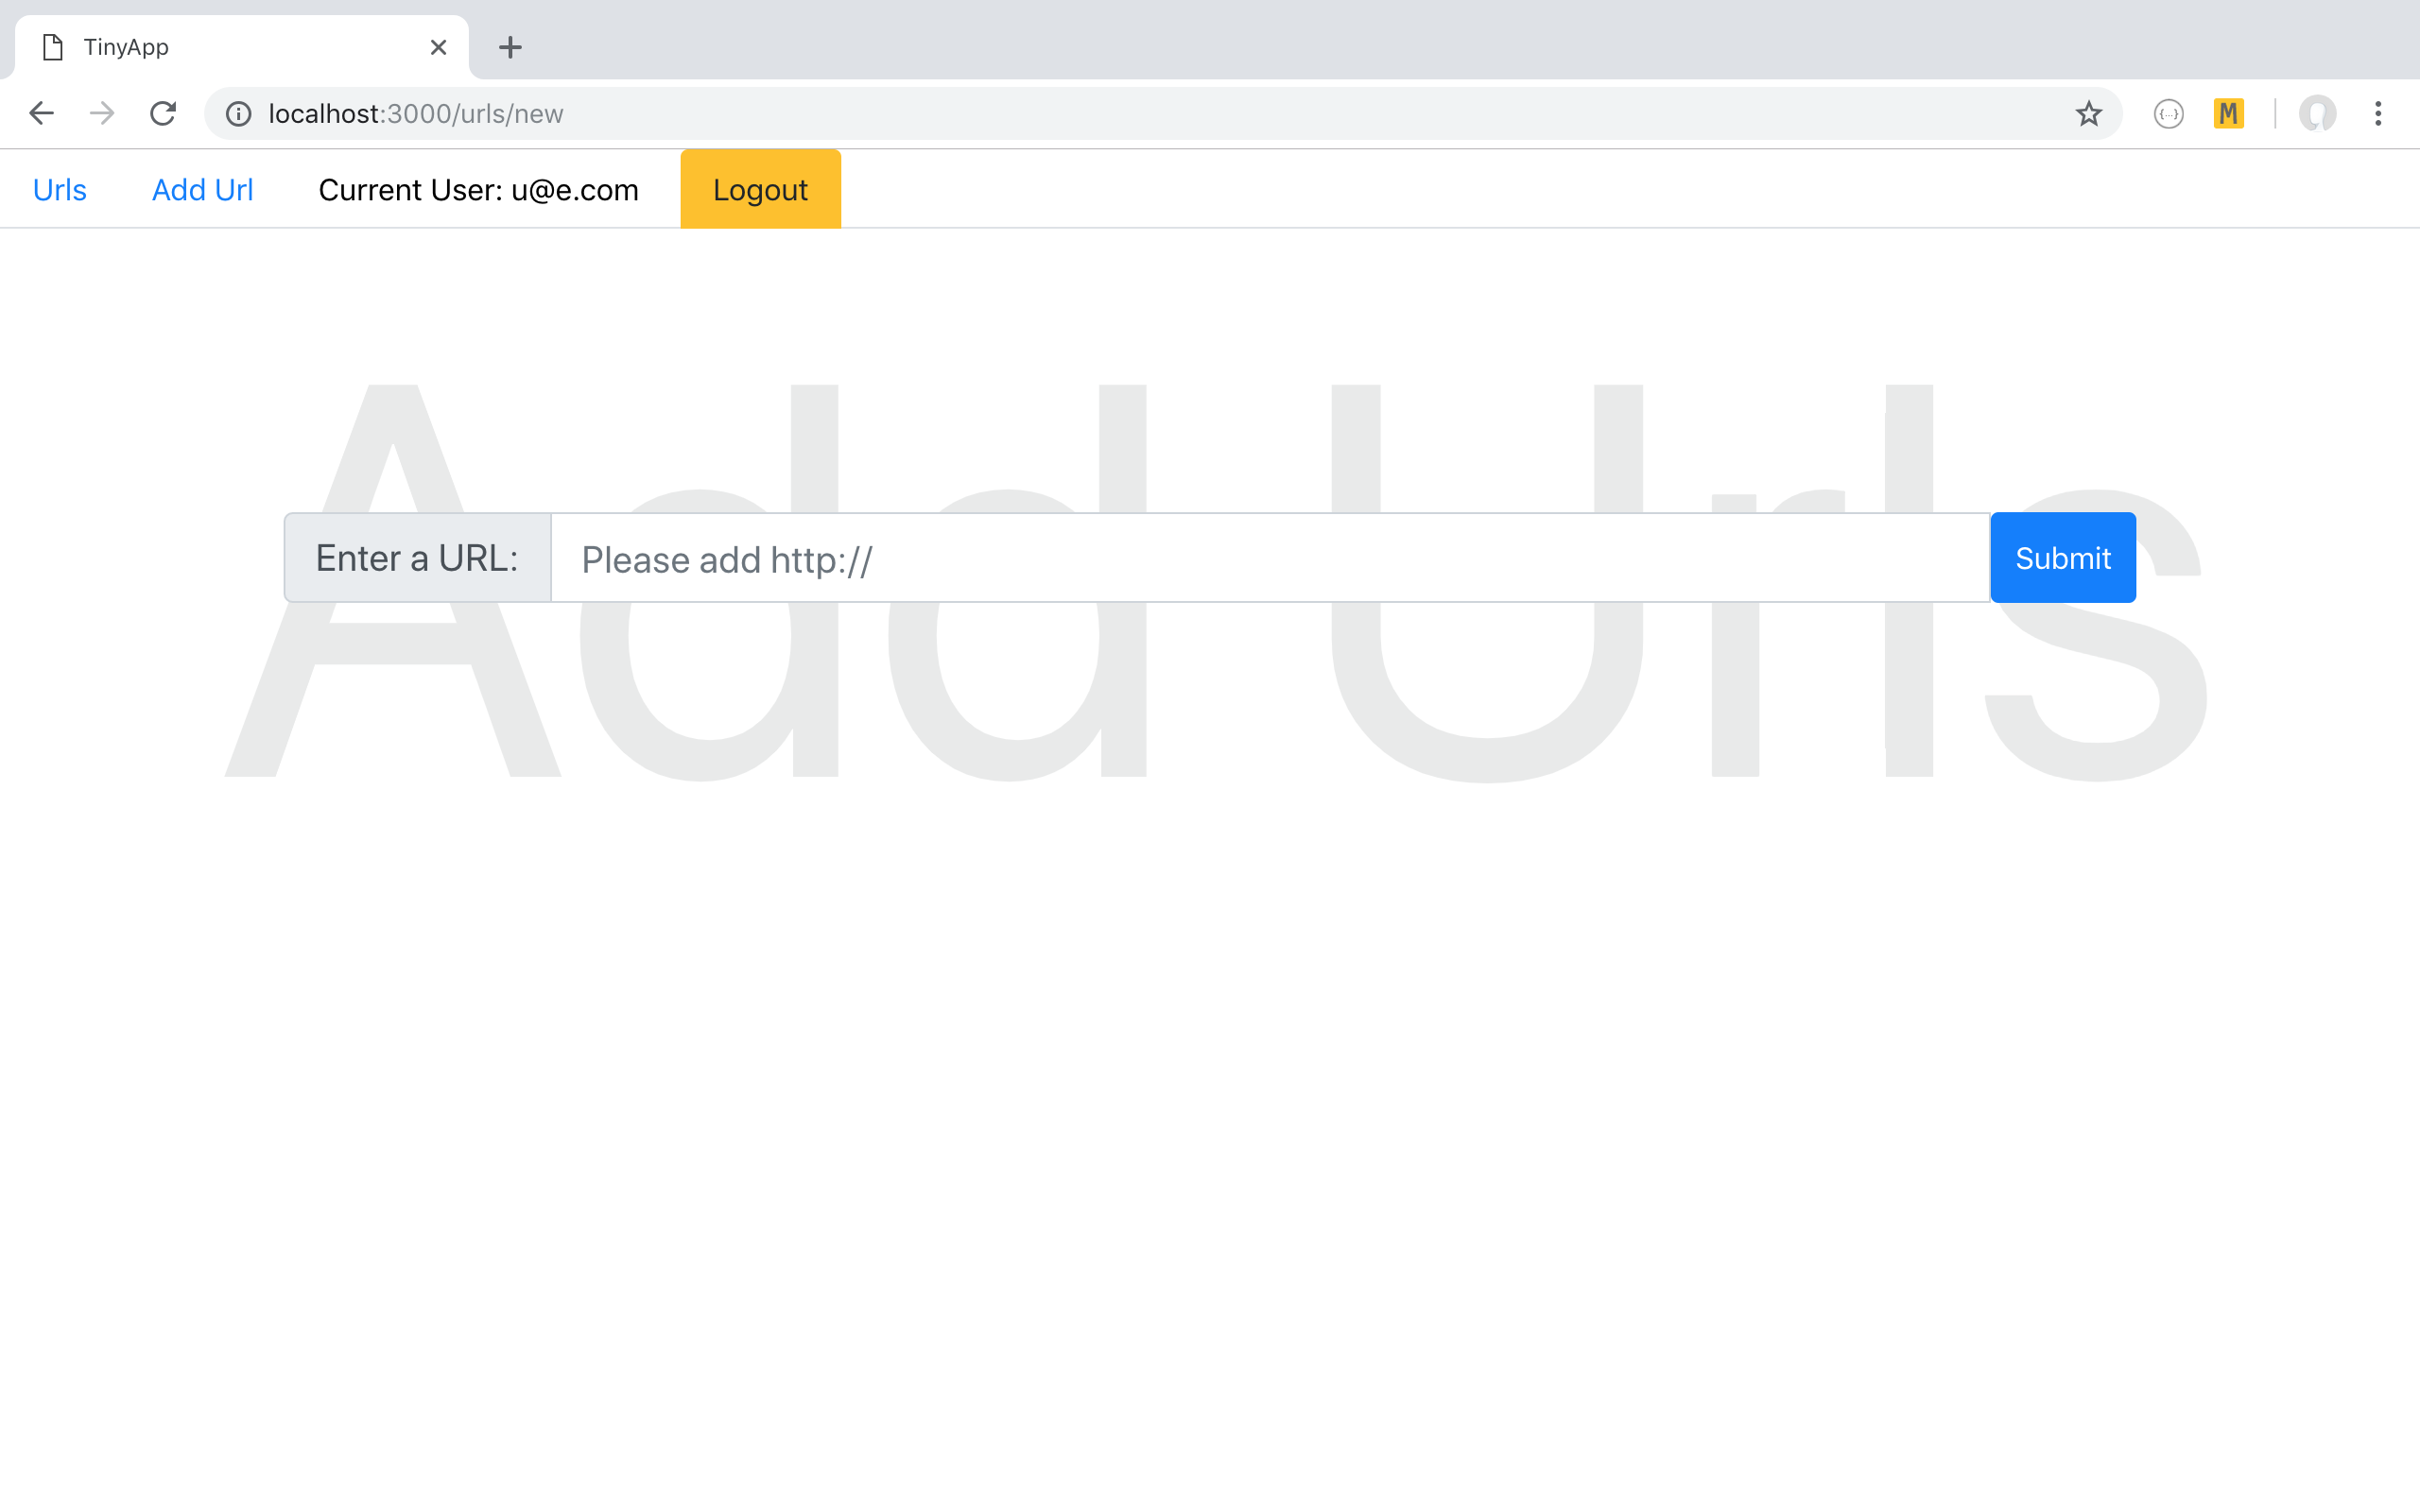 TinyApp
localhost:3000/urls/new
M
Urls Add Url Current User: u@e.com Logout
Add Urls
Enter a URL: Please add http:// Submit